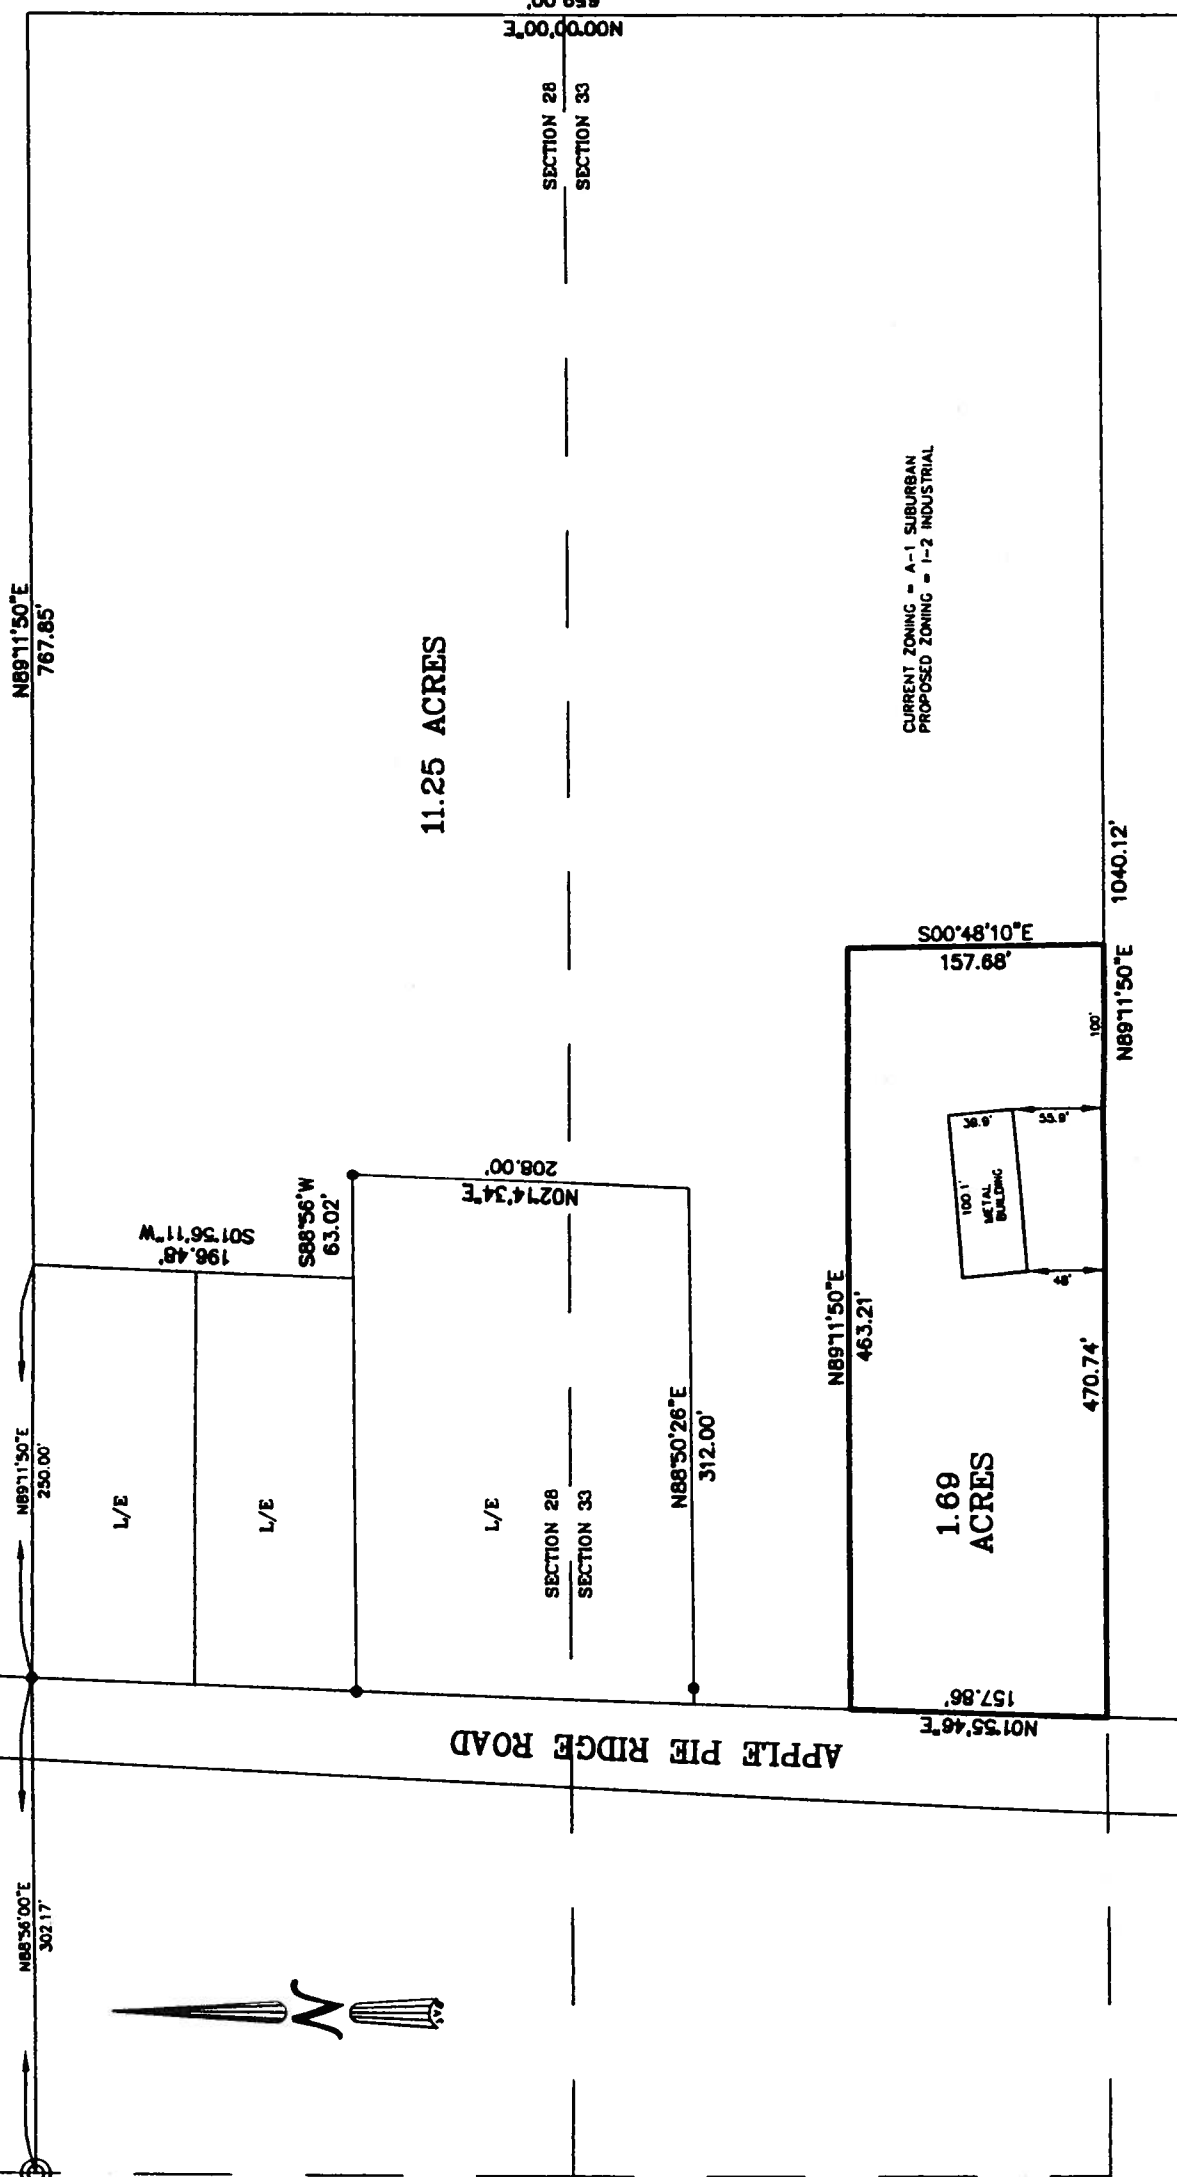 N88°56'00"E
302.17'
N89°11'50"E
250.00'
N89°11'50"E
767.85'
N00°00'00"E
L/E
L/E
196.48'
S01°56'11"W
S88°56'W
63.02'
L/E
208.00'
N02°14'34"E
SECTION 28
SECTION 33
SECTION 28
SECTION 33
11.25 ACRES
N88°50'26"E
312.00'
APPLE PIE RIDGE ROAD
N
N89°11'50"E
463.21'
157.86'
N01°55'46"E
1.69
ACRES
100.1'
METAL
BUILDING
39.9'
55.9'
48'
100'
S00°48'10"E
157.68'
470.74'
N89°11'50"E
1040.12'
CURRENT ZONING = A-1 SUBURBAN
PROPOSED ZONING = I-2 INDUSTRIAL